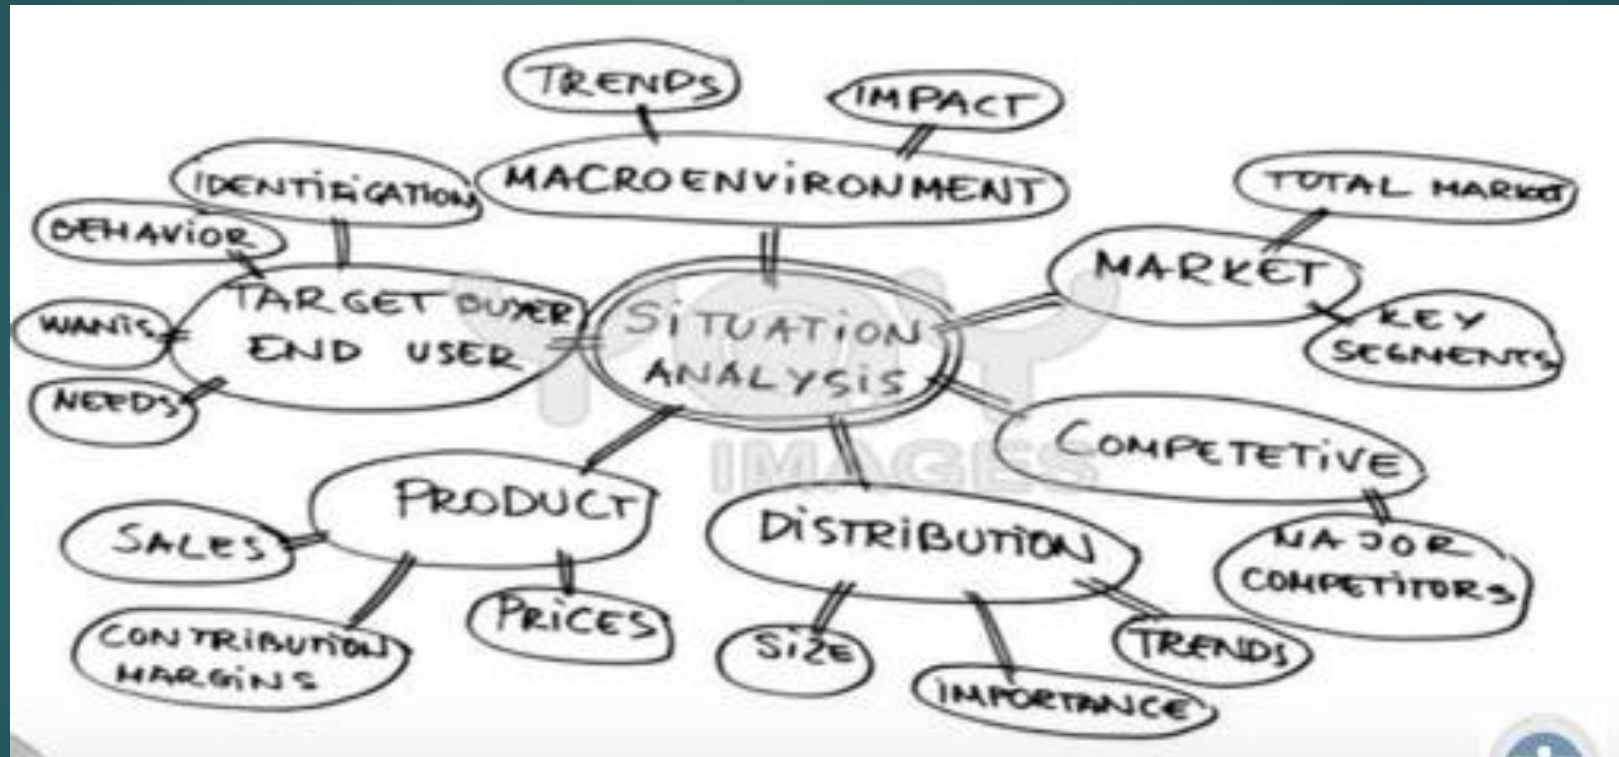 TRENDS
IMPACT
MACROENVIRONMENT
IDENTIFICATION
BEHAVIOR
WANTS
NEEDS
TARGET BUYER
END USER
SITUATION
ANALYSIS
MARKET
TOTAL MARKET
KEY
SEGMENTS
COMPETETIVE
MAJOR
COMPETITORS
PRODUCT
SALES
CONTRIBUTION
MARGINS
PRICES
DISTRIBUTION
SIZE
IMPORTANCE
TRENDS
IMAGES